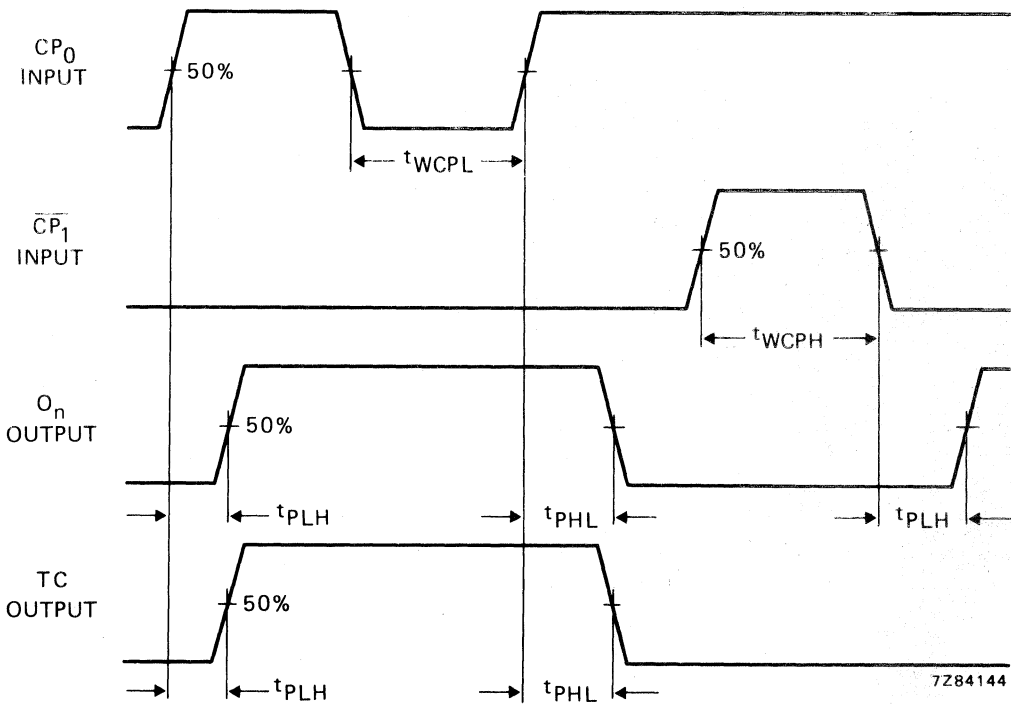 CP0
INPUT
50%
tWCPL
CP1
INPUT
50%
tWCPH
On
OUTPUT
50%
tPLH
tPHL
tPLH
TC
OUTPUT
50%
tPLH
tPHL
7Z84144